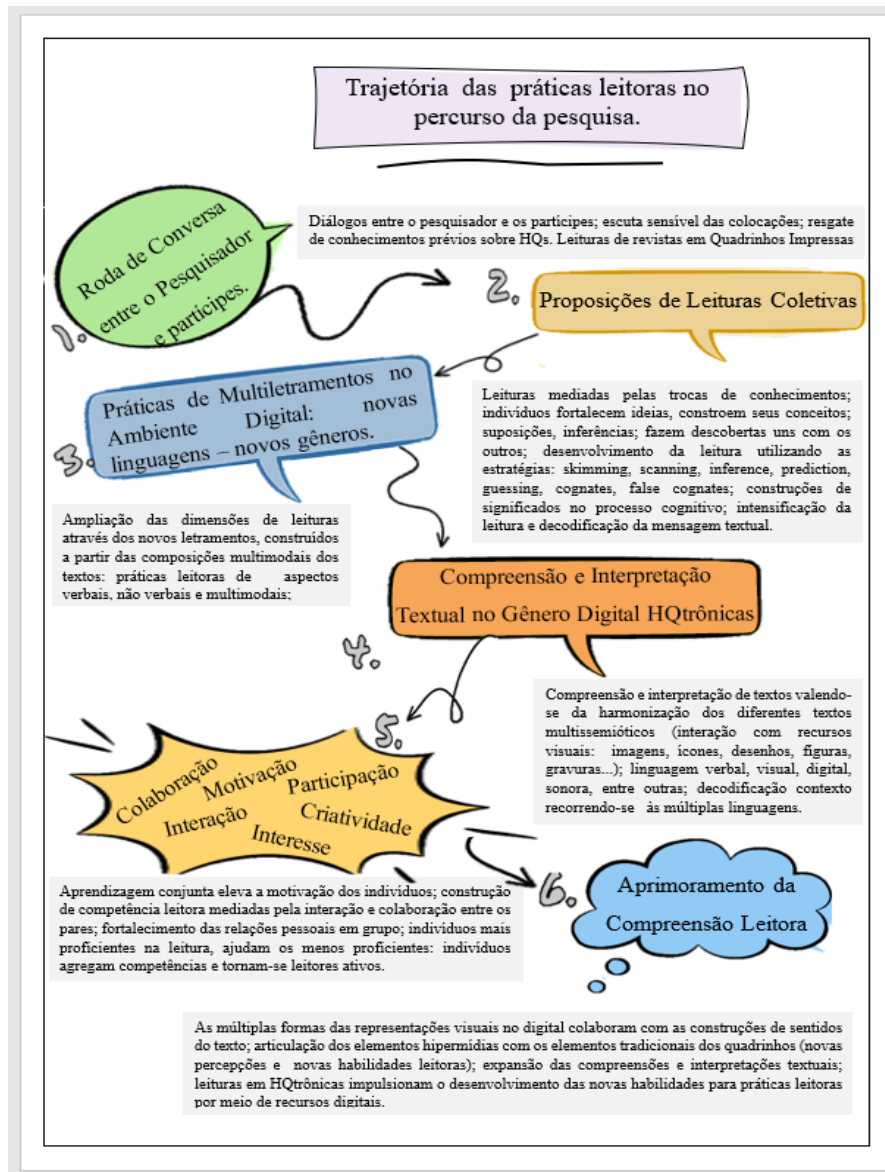 Trajetória das práticas leitoras no
percurso da pesquisa.
1.
Roda de Conversa
entre o Pesquisador
e partícipes.
Diálogos entre o pesquisador e os partícipes; escuta sensível das colocações; resgate
de conhecimentos prévios sobre HQs. Leituras de revistas em Quadrinhos Impressas
2.
Proposições de Leituras Coletivas
Leituras mediadas pelas trocas de conhecimentos;
indivíduos fortalecem ideias, constroem seus conceitos;
suposições, inferências; fazem descobertas uns com os
outros; desenvolvimento da leitura utilizando as
estratégias: skimming, scanning, inference, prediction,
guessing, cognates, false cognates; construções de
significados no processo cognitivo; intensificação da
leitura e decodificação da mensagem textual.
3.
Práticas de Multiletramentos no
Ambiente Digital: novas
linguagens – novos gêneros.
Ampliação das dimensões de leituras
através dos novos letramentos, construídos
a partir das composições multimodais dos
textos: práticas leitoras de aspectos
verbais, não verbais e multimodais;
4.
Compreensão e Interpretação
Textual no Gênero Digital HQtrônicas
Compreensão e interpretação de textos valendo-
se da harmonização dos diferentes textos
multissemióticos (interação com recursos
visuais: imagens, ícones, desenhos, figuras,
gravuras...); linguagem verbal, visual, digital,
sonora, entre outras; decodificação contexto
recorrendo-se às múltiplas linguagens.
5.
Colaboração
Motivação
Participação
Interação
Criatividade
Interesse
Aprendizagem conjunta eleva a motivação dos indivíduos; construção
de competência leitora mediadas pela interação e colaboração entre os
pares; fortalecimento das relações pessoais em grupo; indivíduos mais
proficientes na leitura, ajudam os menos proficientes: indivíduos
agregam competências e tornam-se leitores ativos.
6.
Aprimoramento da
Compreensão Leitora
As múltiplas formas das representações visuais no digital colaboram com as construções de sentidos
do texto; articulação dos elementos hipermídias com os elementos tradicionais dos quadrinhos (novas
percepções e novas habilidades leitoras); expansão das compreensões e interpretações textuais;
leituras em HQtrônicas impulsionam o desenvolvimento das novas habilidades para práticas leitoras
por meio de recursos digitais.